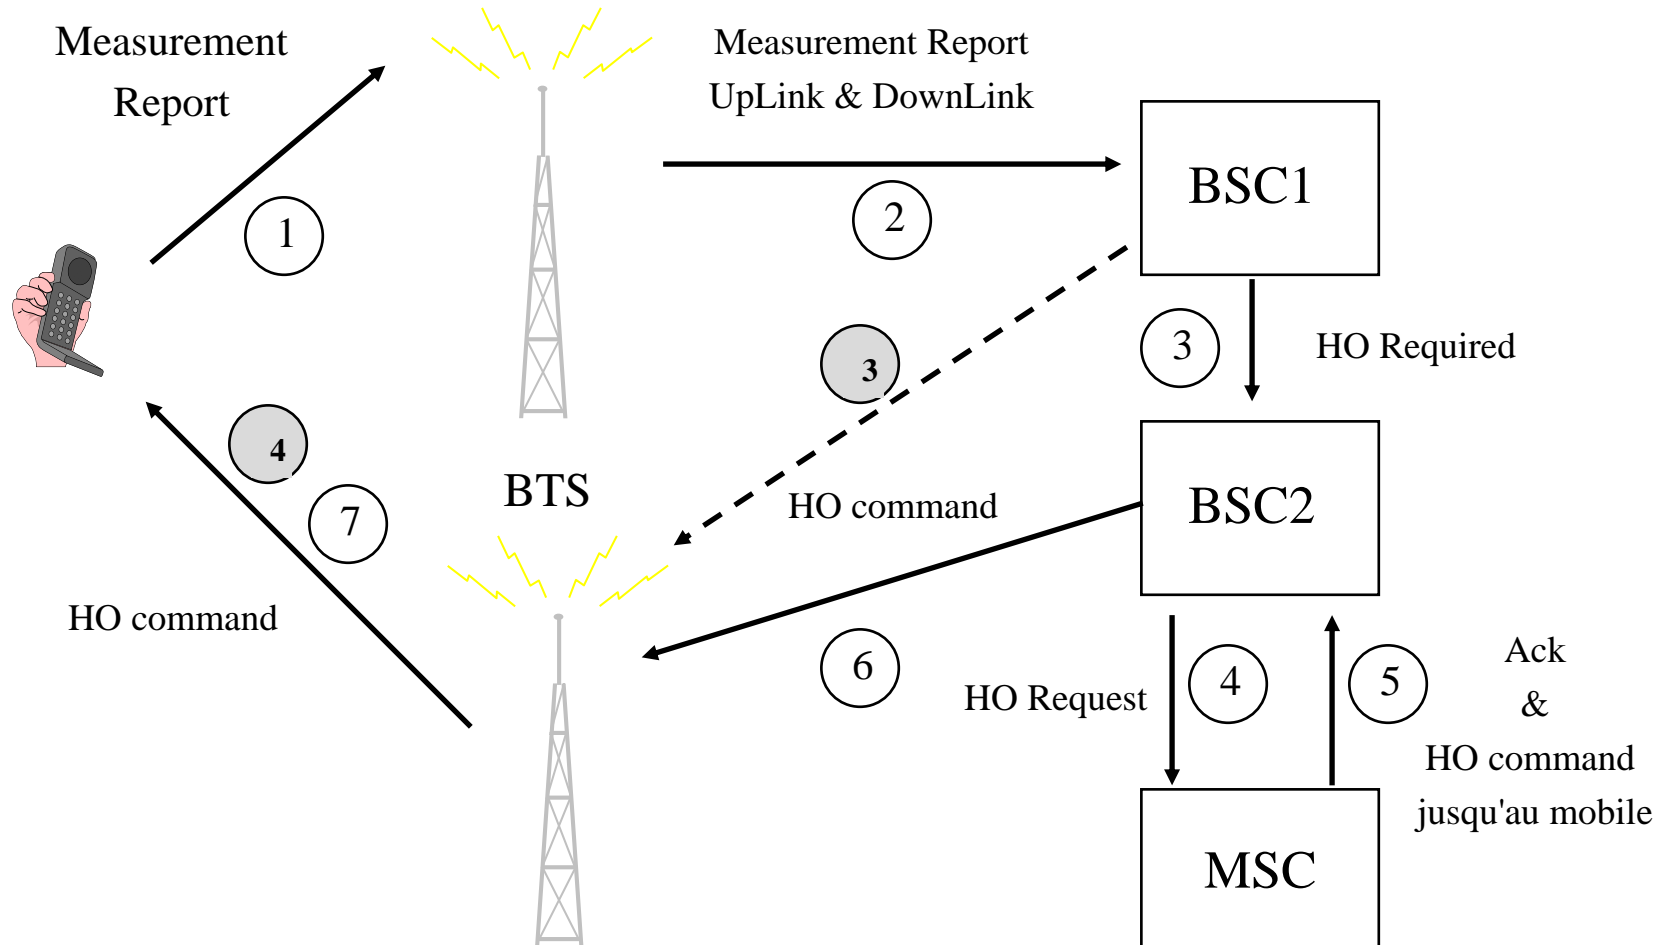 Measurement
Report
Measurement Report
UpLink & DownLink
BSC1
1
2
3
3
HO Required
4
7
BTS
HO command
BSC2
HO command
6
HO Request
4
5
Ack
&
HO command
jusqu'au mobile
MSC